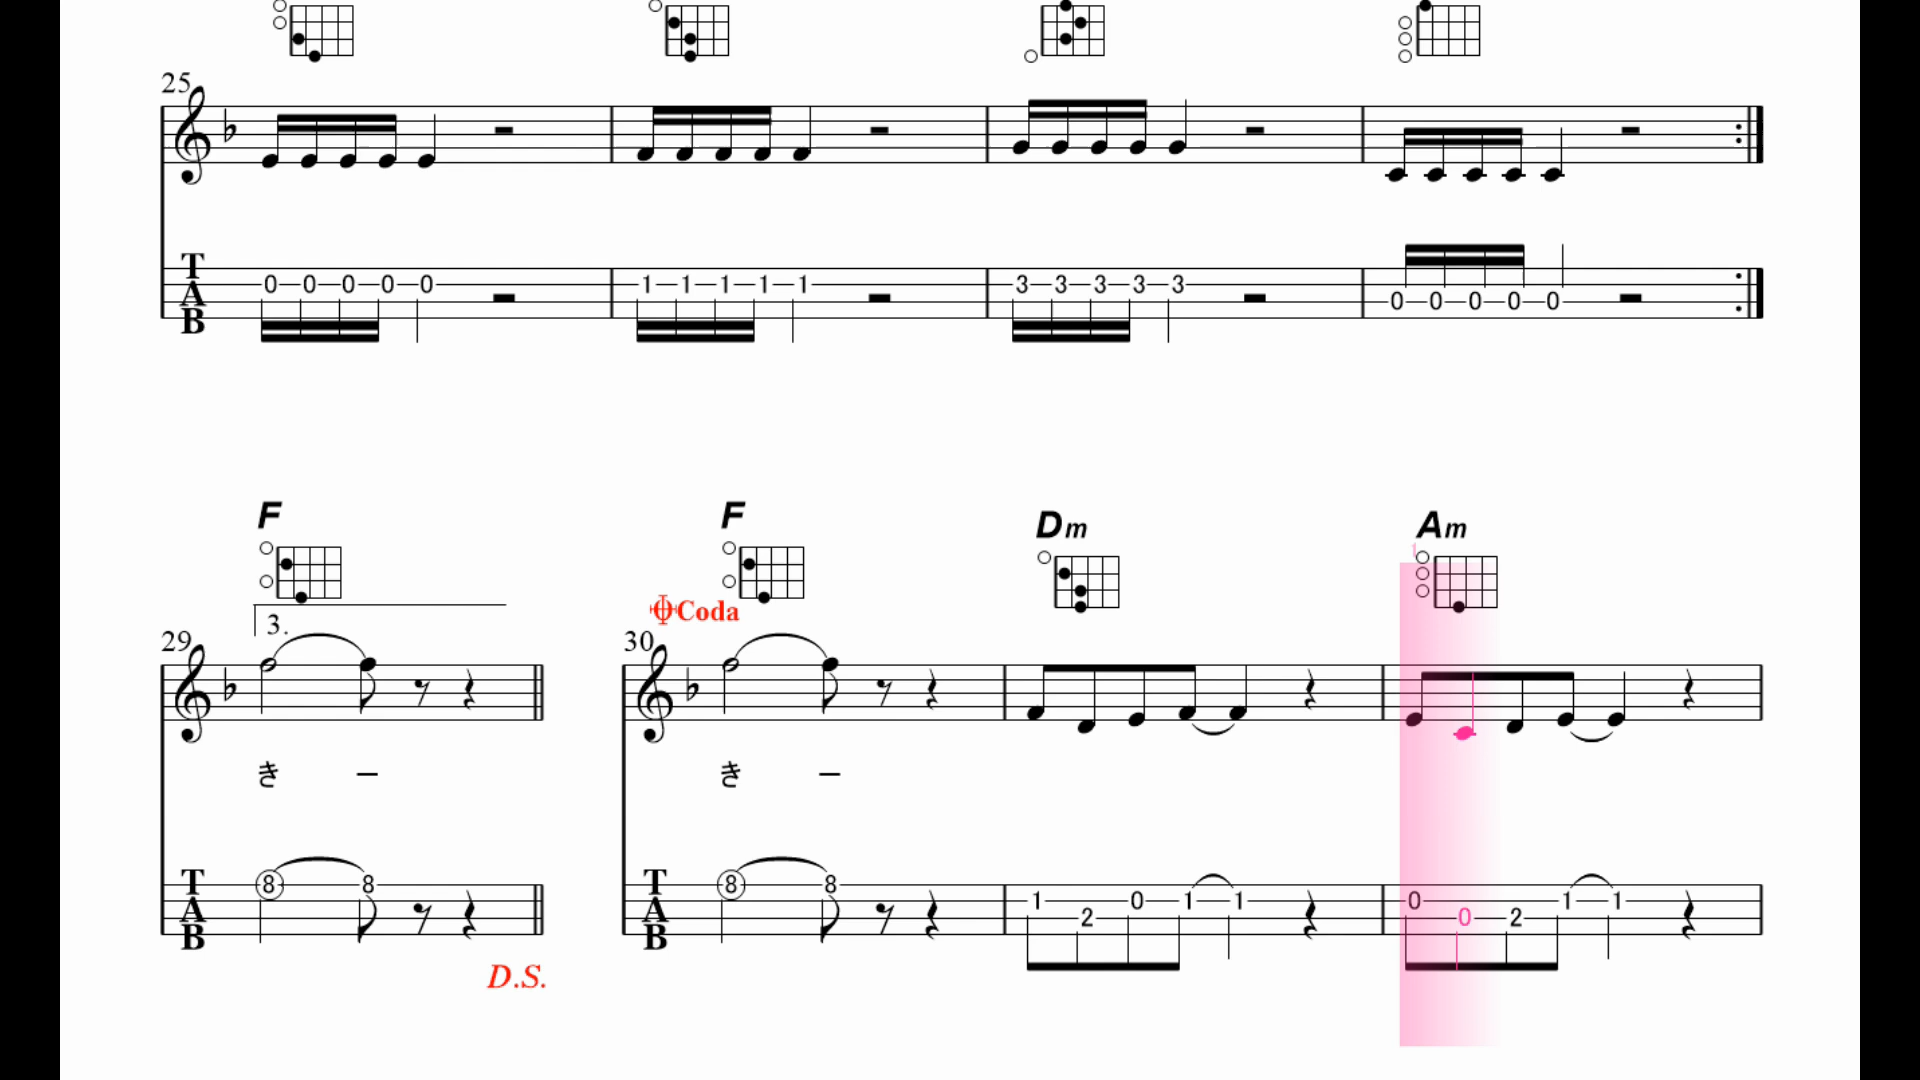 25
T 0 0 0 0 0 1 1 1 1 1 3 3 3 3 3 0 0 0 0 0
A
B
F F Dm Am
Coda
29 3. 30
き ー き ー
T 8 8 T 8 8 1 2 0 1 1 0 0 2 1 1
A A
B B
D.S.